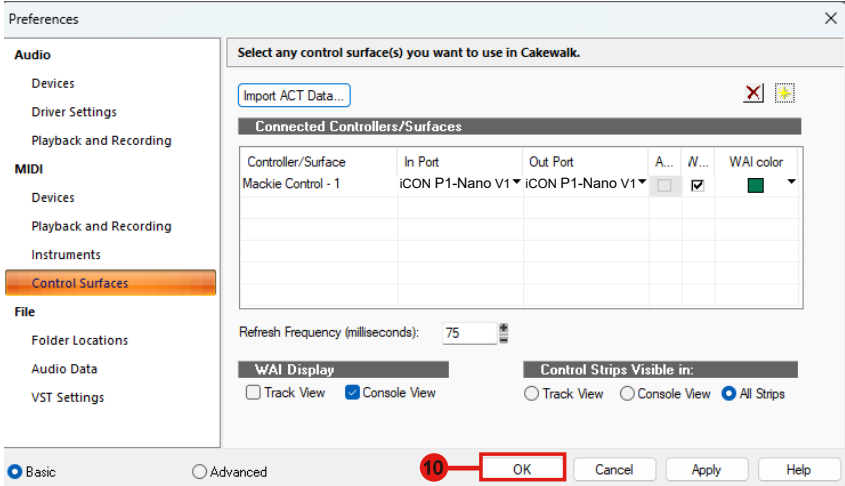 Preferences
Audio
Devices
Driver Settings
Playback and Recording
MIDI
Devices
Playback and Recording
Instruments
Control Surfaces
File
Folder Locations
Audio Data
VST Settings
Select any control surface(s) you want to use in Cakewalk.
Import ACT Data...
Connected Controllers/Surfaces
Controller/Surface In Port Out Port A... W... WAI color
Mackie Control - 1 iCON P1-Nano V1 iCON P1-Nano V1
Refresh Frequency (milliseconds): 75
WAI Display Control Strips Visible in:
Track View Console View Track View Console View All Strips
Basic Advanced 10 OK Cancel Apply Help